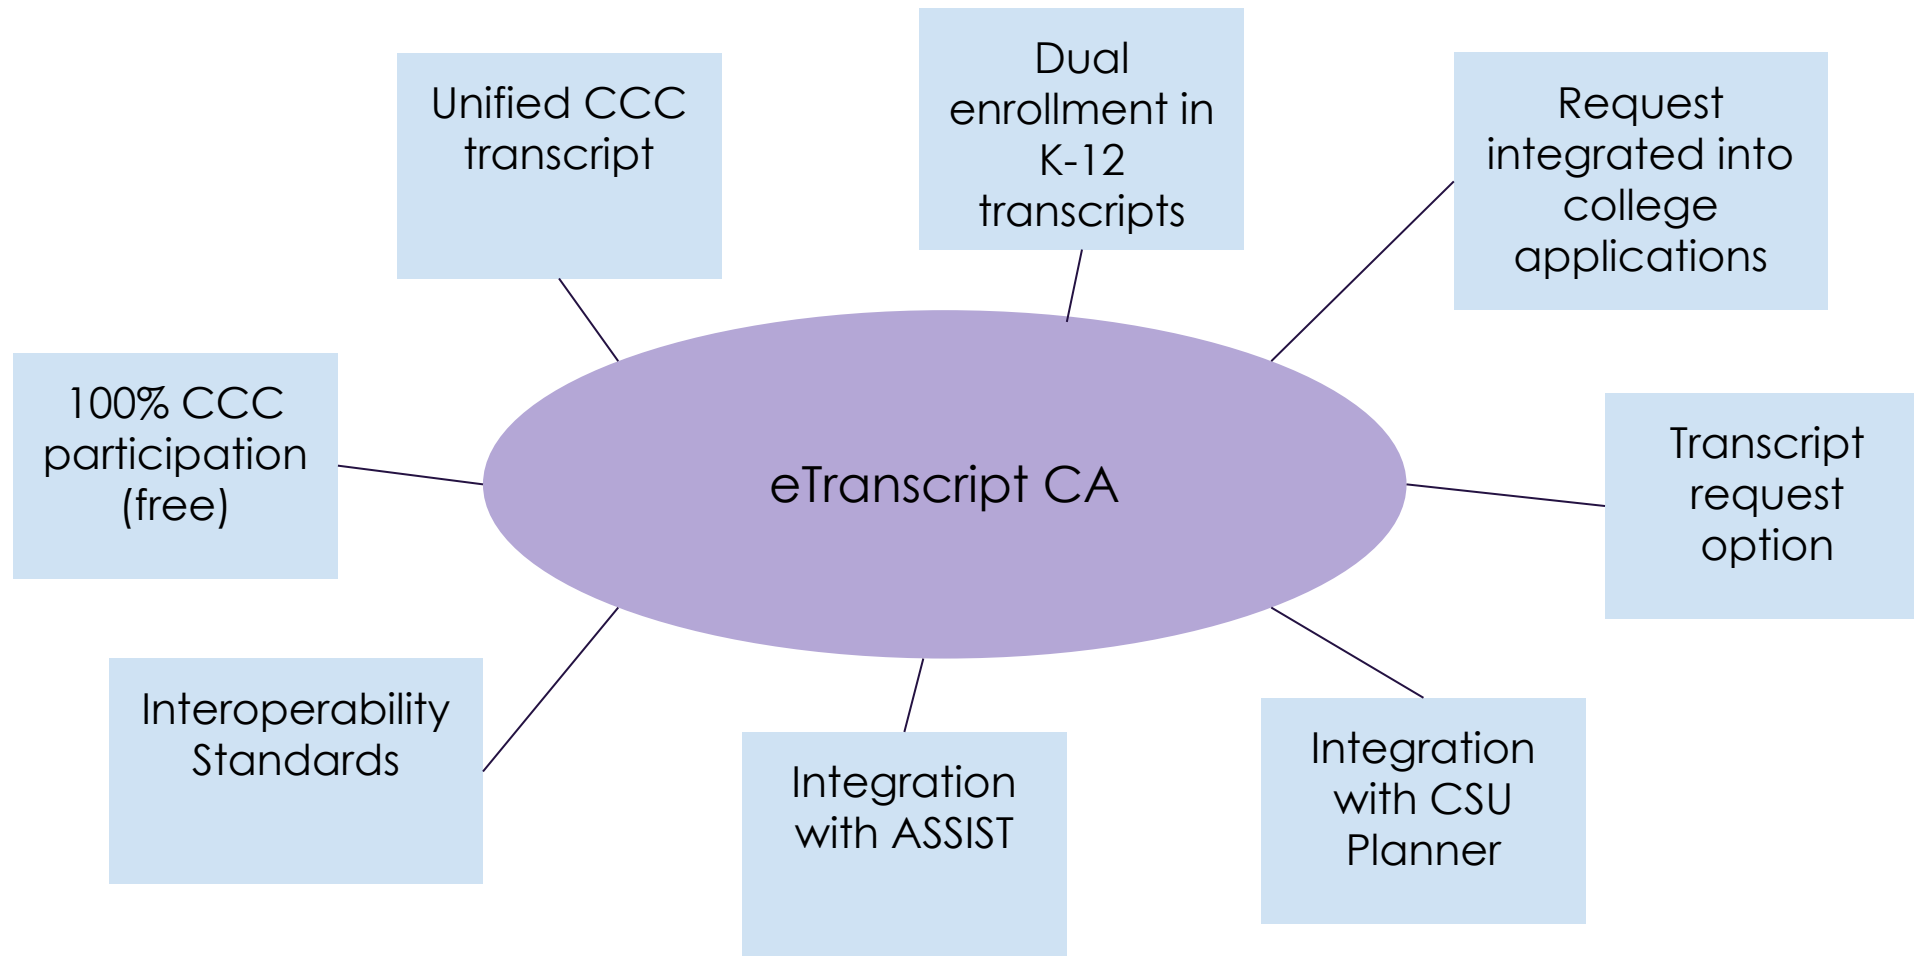 Unified CCC
transcript
Dual
enrollment in
K-12
transcripts
Request
integrated into
college
applications
100% CCC
participation
(free)
eTranscript CA
Transcript
request
option
Interoperability
Standards
Integration
with ASSIST
Integration
with CSU
Planner